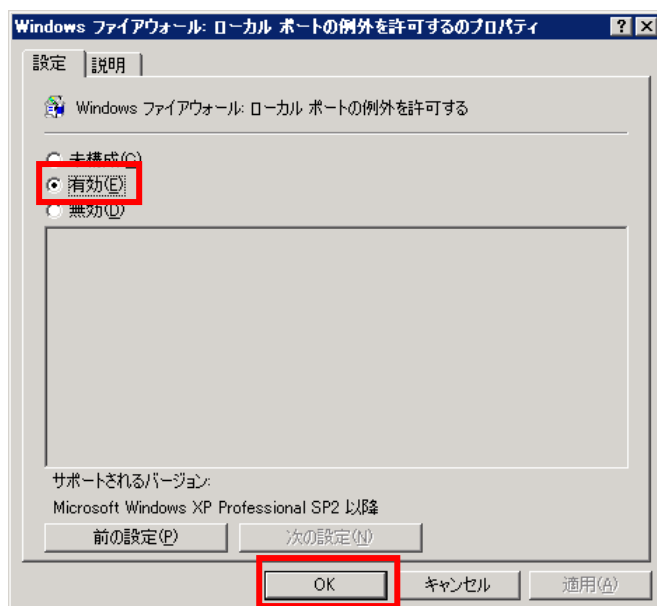 Windows ファイアウォール: ローカル ポートの例外を許可するのプロパティ ? ×
設定 説明
Windows ファイアウォール: ローカル ポートの例外を許可する
未構成(C)
有効(E)
無効(D)
サポートされるバージョン:
Microsoft Windows XP Professional SP2 以降
前の設定(P) 次の設定(N)
OK キャンセル 適用(A)